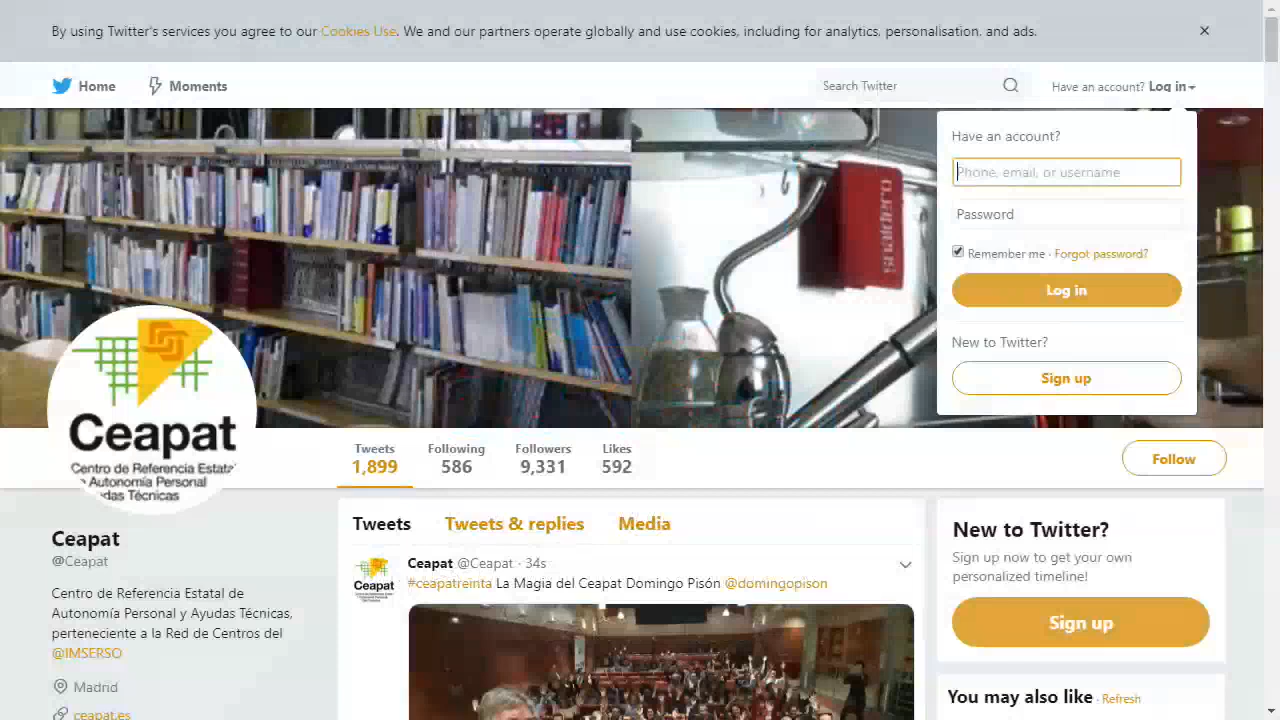 By using Twitter's services you agree to our Cookies Use. We and our partners operate globally and use cookies, including for analytics, personalisation, and ads.
Home
Moments
Search Twitter
Have an account? Log in
Have an account?
Phone, email, or username
Password
Remember me · Forgot password?
Log in
New to Twitter?
Sign up
Ceapat
Centro de Referencia Estatal
Autonomía Personal
yudas Técnicas
Tweets
1,899
Following
586
Followers
9,331
Likes
592
Follow
Ceapat
@Ceapat
Centro de Referencia Estatal de
Autonomía Personal y Ayudas Técnicas,
perteneciente a la Red de Centros del
@IMSERSO
Madrid
ceapat.es
Tweets
Tweets & replies
Media
Ceapat
Ceapat @Ceapat · 34s
#ceapatreinta La Magia del Ceapat Domingo Pisón @domingopison
New to Twitter?
Sign up now to get your own
personalized timeline!
Sign up
You may also like · Refresh